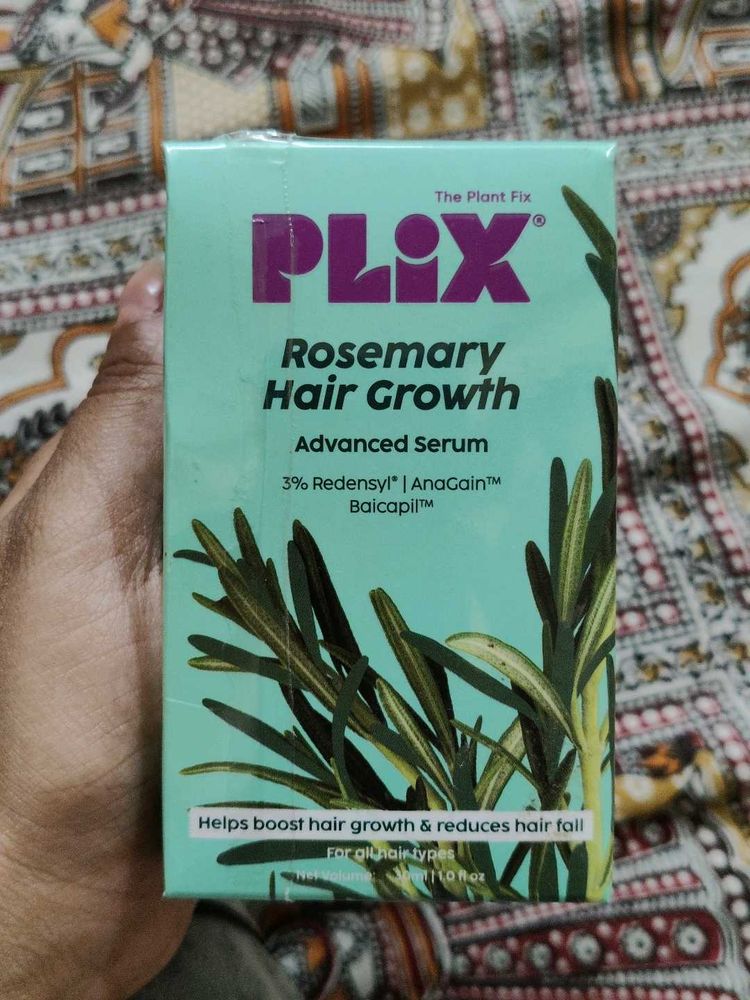 The Plant Fix
PLiX®
Rosemary
Hair Growth
Advanced Serum
3% Redensyl® | AnaGain™
Baicapil™
Helps boost hair growth & reduces hair fall
For all hair types
Net Volume: 30ml | 1.0 fl oz